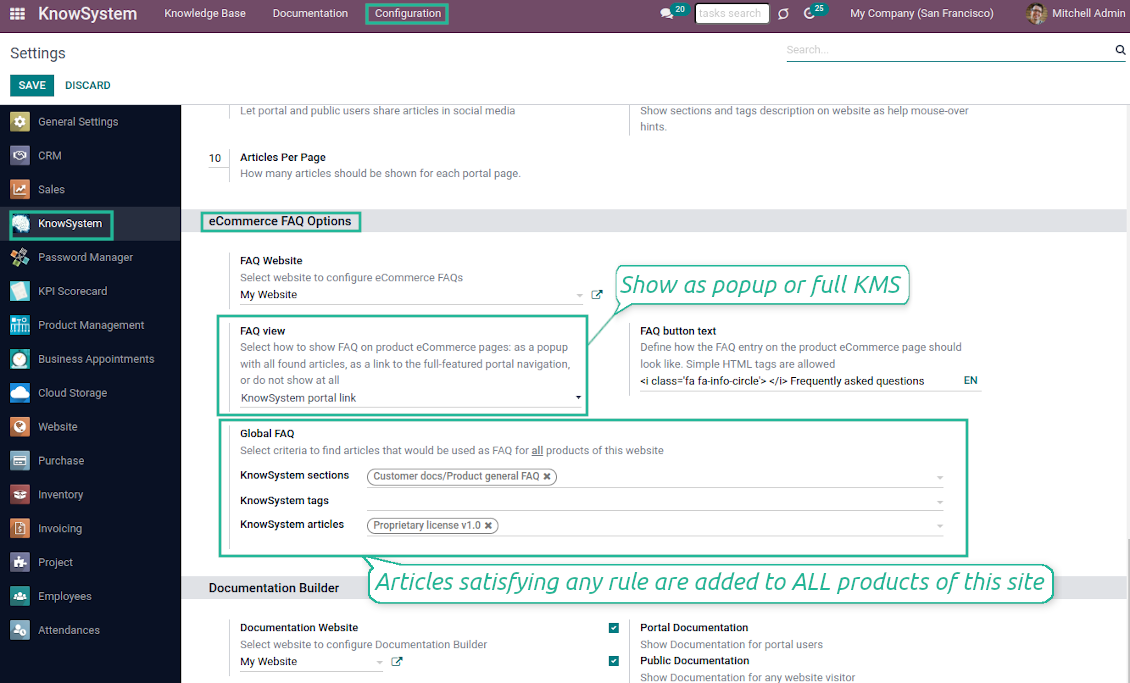 KnowSystem Knowledge Base Documentation Configuration 20 tasks search 25 My Company (San Francisco) Mitchell Admin
Settings
Search...
SAVE DISCARD
General Settings
CRM
Sales
KnowSystem
Password Manager
KPI Scorecard
Product Management
Business Appointments
Cloud Storage
Website
Purchase
Inventory
Invoicing
Project
Employees
Attendances
Let portal and public users share articles in social media
Show sections and tags description on website as help mouse-over
hints.
10 Articles Per Page
How many articles should be shown for each portal page.
eCommerce FAQ Options
FAQ Website
Select website to configure eCommerce FAQs
My Website
Show as popup or full KMS
FAQ view
Select how to show FAQ on product eCommerce pages: as a popup
with all found articles, as a link to the full-featured portal navigation,
or do not show at all
KnowSystem portal link
FAQ button text
Define how the FAQ entry on the product eCommerce page should
look like. Simple HTML tags are allowed
<i class='fa fa-info-circle'> </i> Frequently asked questions EN
Global FAQ
Select criteria to find articles that would be used as FAQ for all products of this website
KnowSystem sections Customer docs/Product general FAQ ✖
KnowSystem tags
KnowSystem articles Proprietary license v1.0 ✖
Articles satisfying any rule are added to ALL products of this site
Documentation Builder
Documentation Website
Select website to configure Documentation Builder
My Website
Portal Documentation
Show Documentation for portal users
Public Documentation
Show Documentation for any website visitor